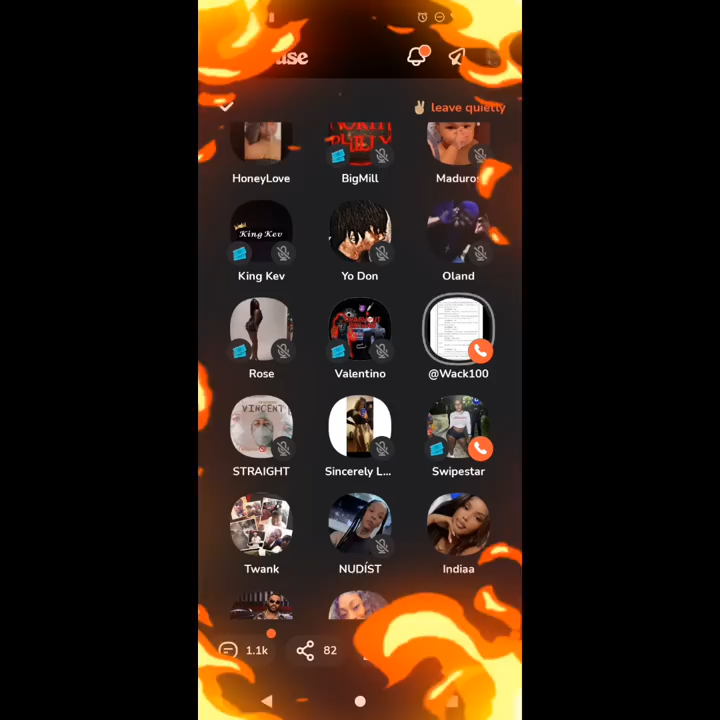 use
✌🏼 leave quietly
HoneyLove
BigMill
Maduro
King Kev
King Kev
Yo Don
Oland
Rose
Valentino
@Wack100
VINCENT
STRAIGHT
Sincerely L...
Swipestar
Twank
NUDÍST
Indiaa
1.1k
82